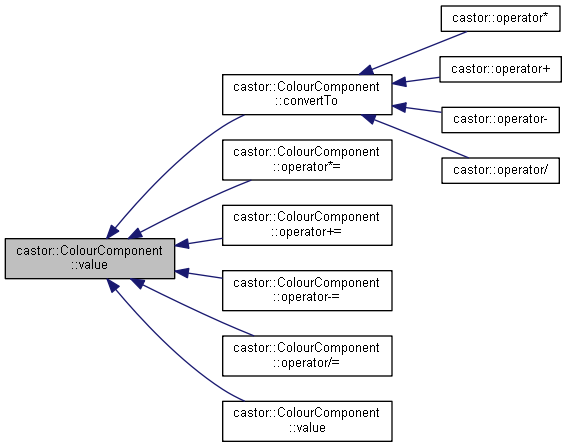 castor::ColourComponent
::value
castor::ColourComponent
::convertTo
castor::operator*
castor::operator+
castor::operator-
castor::operator/
castor::ColourComponent
::operator*=
castor::ColourComponent
::operator+=
castor::ColourComponent
::operator-=
castor::ColourComponent
::operator/=
castor::ColourComponent
::value